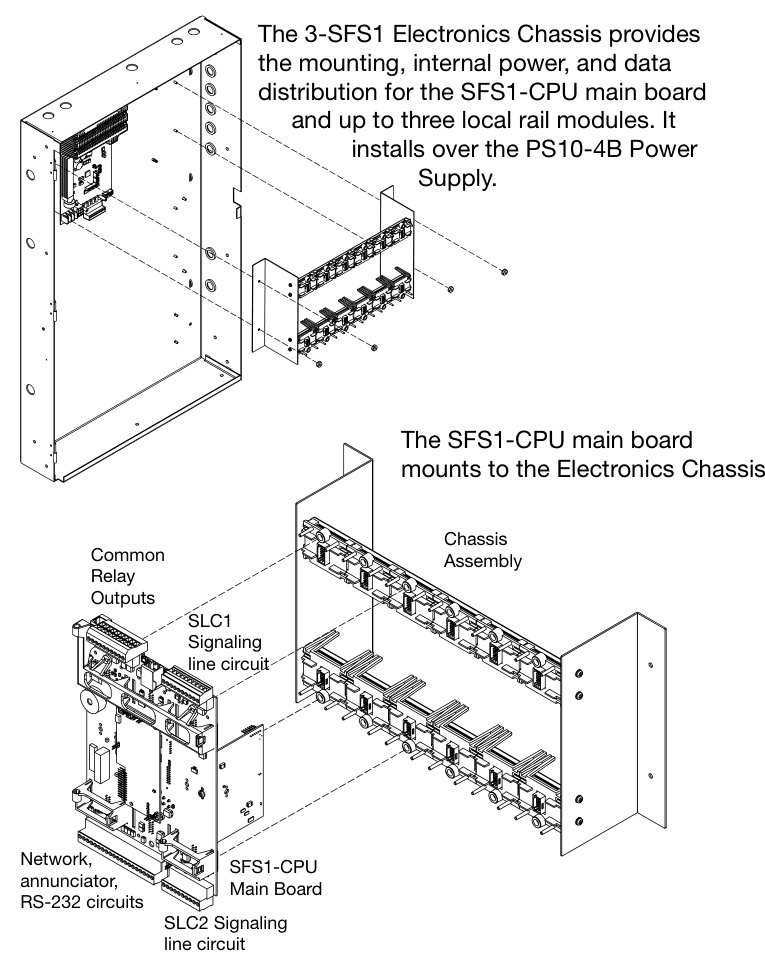 The 3-SFS1 Electronics Chassis provides
the mounting, internal power, and data
distribution for the SFS1-CPU main board
and up to three local rail modules. It
installs over the PS10-4B Power
Supply.
The SFS1-CPU main board
mounts to the Electronics Chassis
Chassis
Assembly
Common
Relay
Outputs
SLC1
Signaling
line circuit
Network,
annunciator,
RS-232 circuits
SFS1-CPU
Main Board
SLC2 Signaling
line circuit